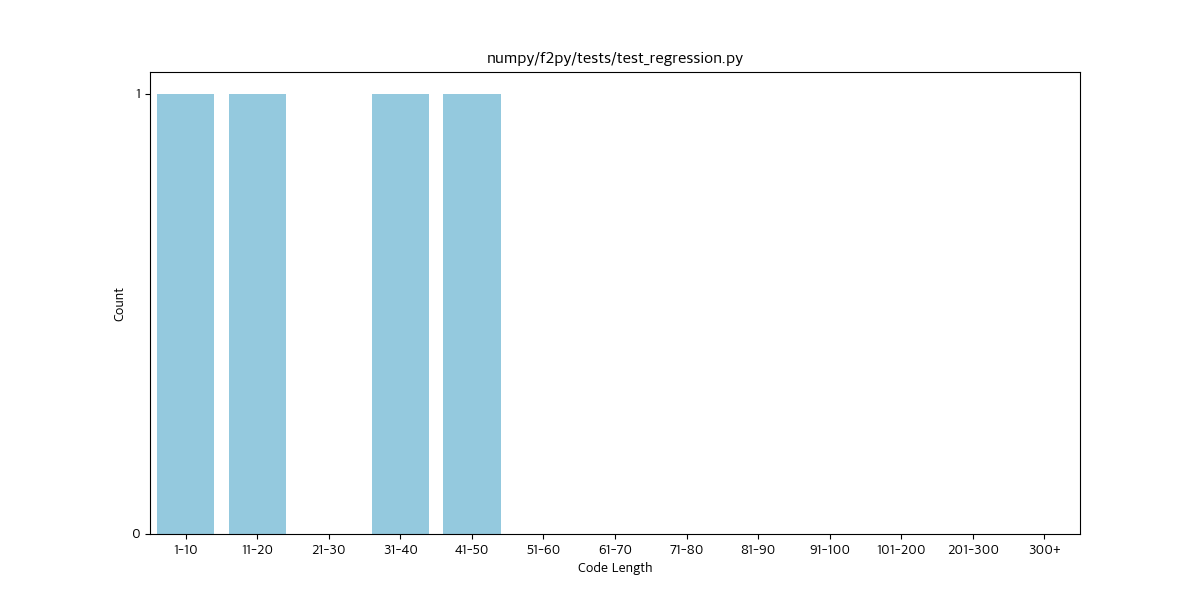 numpy/f2py/tests/test_regression.py
1
0
Count
1-10 11-20 21-30 31-40 41-50 51-60 61-70 71-80 81-90 91-100 101-200 201-300 300+
Code Length